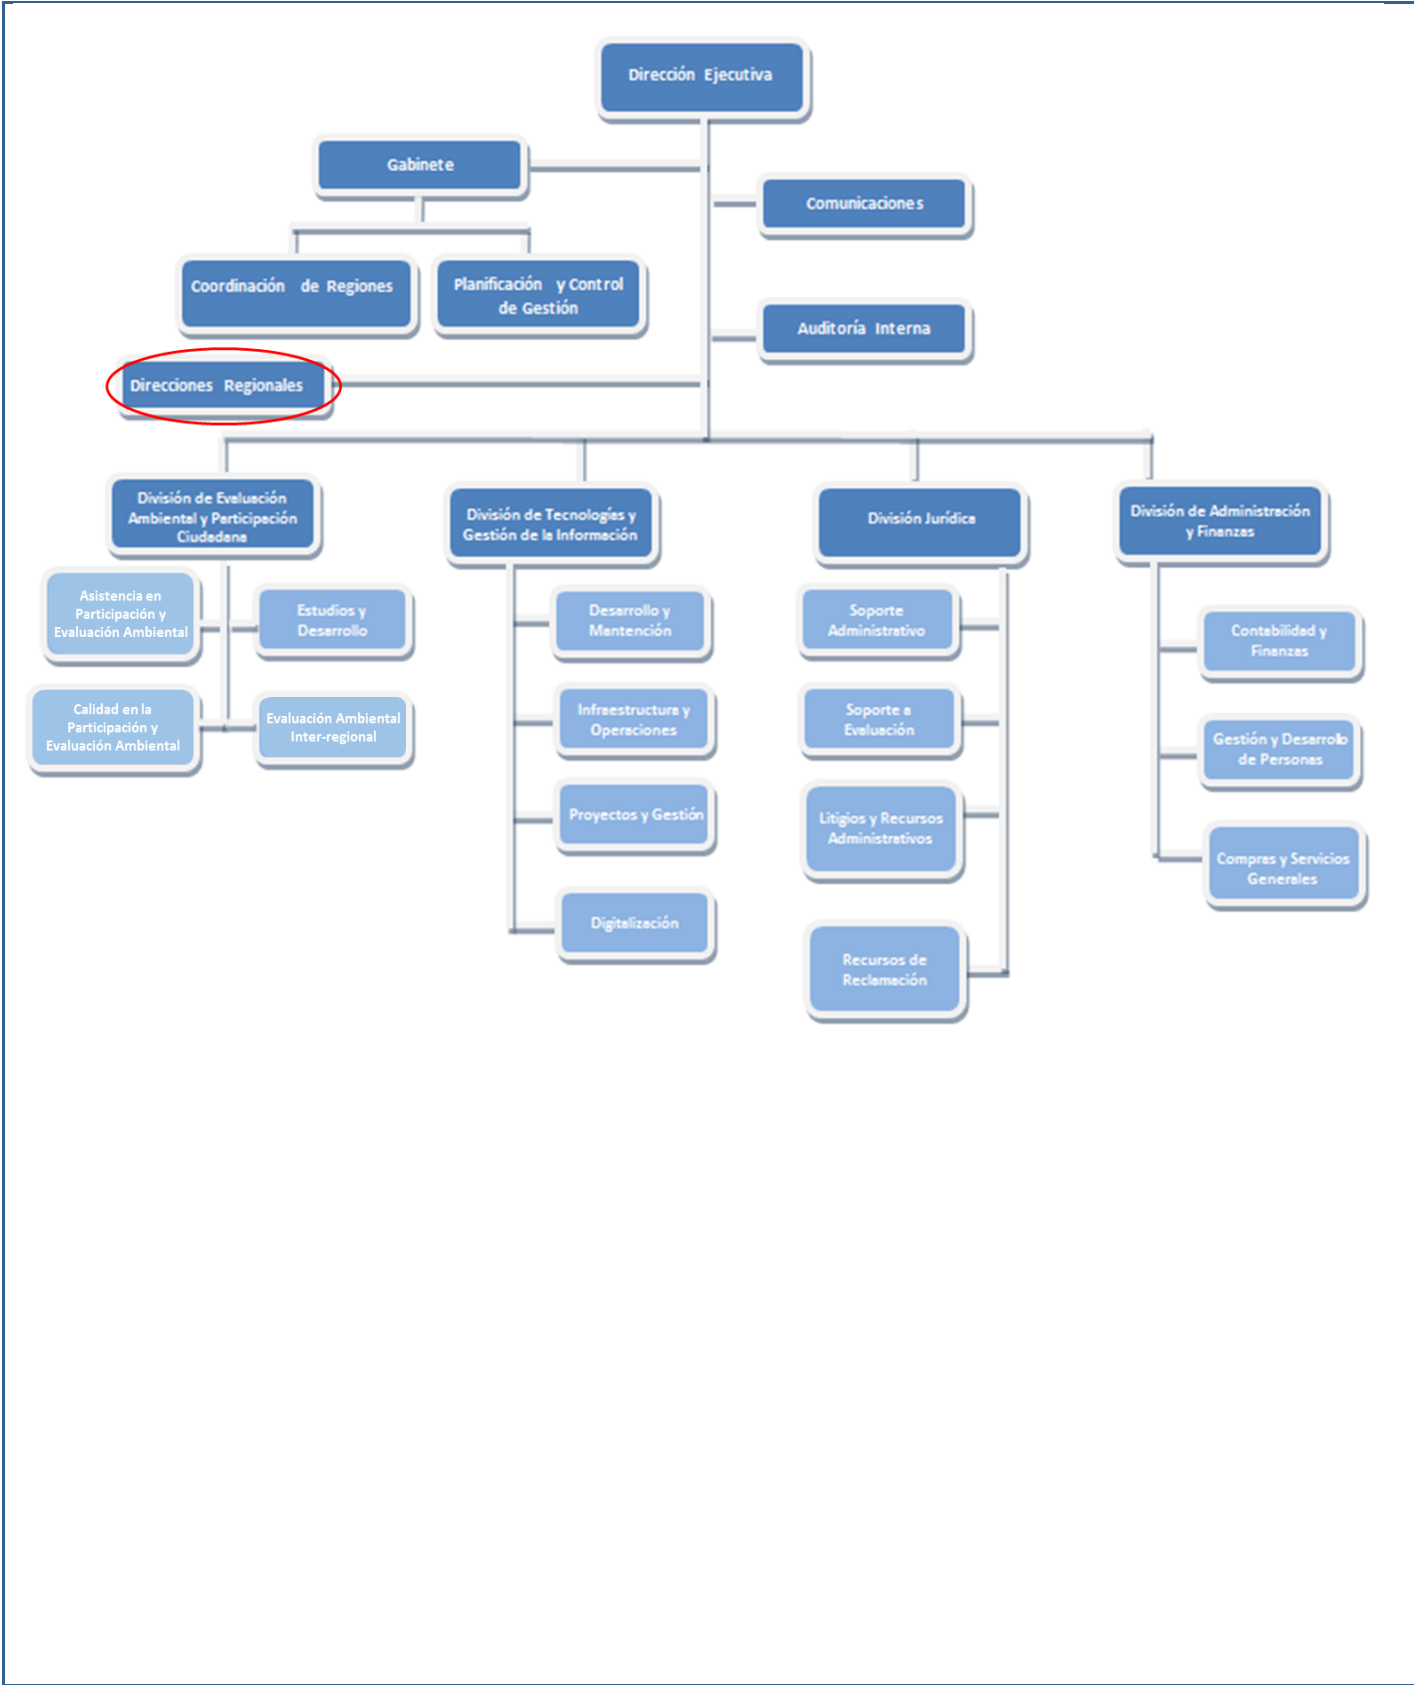 Dirección Ejecutiva
Gabinete
Comunicaciones
Coordinación de Regiones
Planificación y Control
de Gestión
Auditoría Interna
Direcciones Regionales
División de Evaluación
Ambiental y Participación
Ciudadana
División de Tecnologías y
Gestión de la Información
División Jurídica
División de Administración
y Finanzas
Asistencia en
Participación y
Evaluación Ambiental
Estudios y
Desarrollo
Calidad en la
Participación y
Evaluación Ambiental
Evaluación Ambiental
Inter-regional
Desarrollo y
Mantención
Infraestructura y
Operaciones
Proyectos y Gestión
Digitalización
Soporte
Administrativo
Soporte a
Evaluación
Litigios y Recursos
Administrativos
Recursos de
Reclamación
Contabilidad y
Finanzas
Gestión y Desarrollo
de Personas
Compras y Servicios
Generales